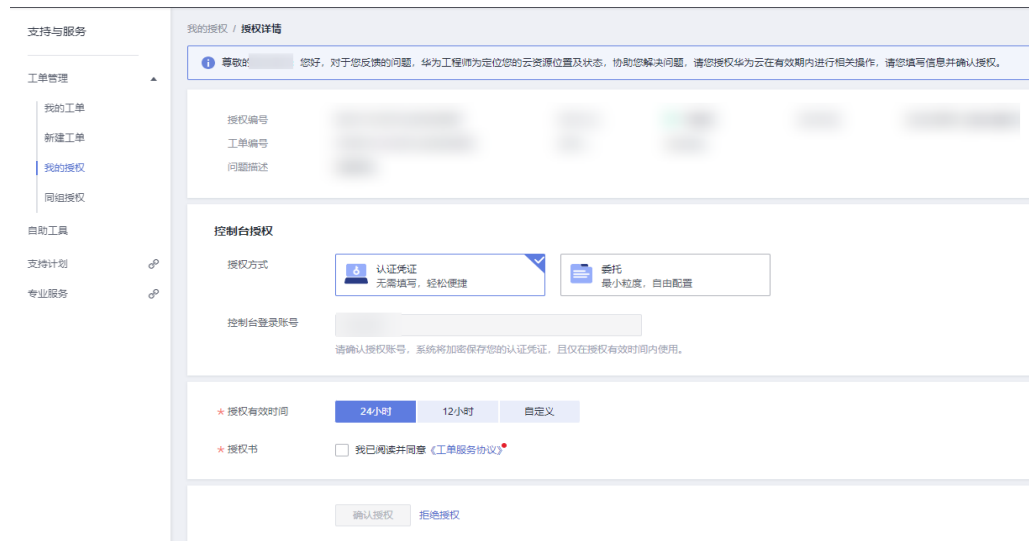 支持与服务
工单管理
我的工单
新建工单
我的授权
同组授权
自助工具
支持计划
专业服务
我的授权 / 授权详情
尊敬的 您好，对于您反馈的问题，华为工程师为定位您的云资源位置及状态，协助您解决问题，请您授权华为云在有效期内进行相关操作，请您填写信息并确认授权。
授权编号
工单编号
问题描述
控制台授权
授权方式
认证凭证
无需填写，轻松便捷
委托
最小粒度，自由配置
控制台登录账号
请确认授权账号，系统将加密保存您的认证凭证，且仅在授权有效时间内使用。
* 授权有效时间 24小时 12小时 自定义
* 授权书 我已阅读并同意《工单服务协议》
确认授权 拒绝授权